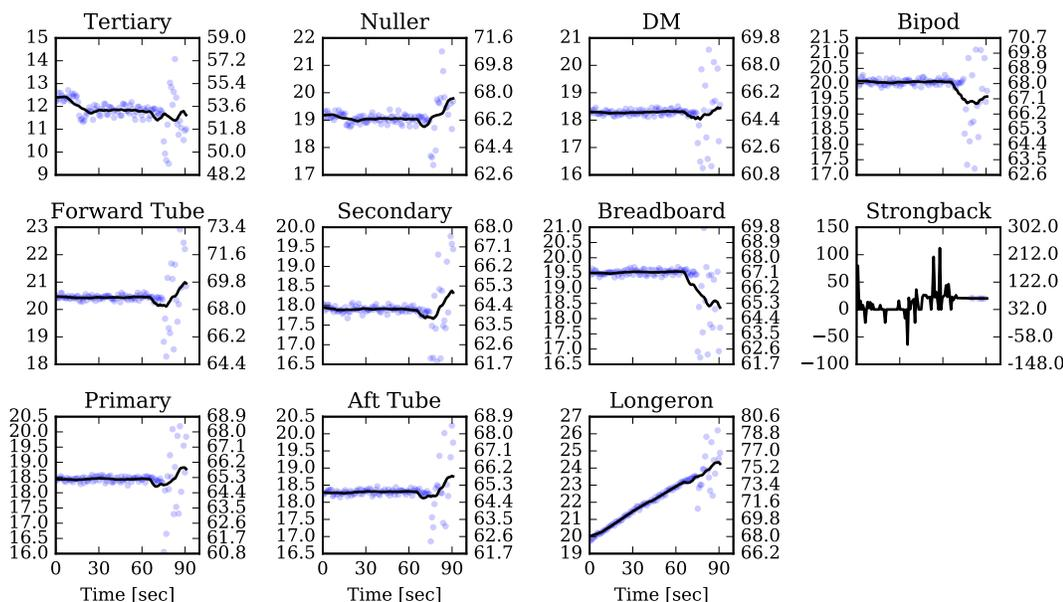 Tertiary Nuller DM Bipod
15 59.0 22 71.6 21 69.8 21.5 70.7
14 57.2 21.0 69.8
13 55.4 21 69.8 20 68.0 20.5 68.9
12 53.6 20 68.0 19 66.2 20.0 68.0
11 51.8 19 66.2 18 64.4 19.5 67.1
10 50.0 18 64.4 17 62.6 19.0 66.2
9 48.2 17 62.6 16 60.8 18.5 65.3
18.0 64.4
17.5 63.5
17.0 62.6
Forward Tube Secondary Breadboard Strongback
23 73.4 20.0 68.0 21.0 69.8 150 302.0
22 71.6 19.5 67.1 20.5 68.9 100 212.0
21 69.8 19.0 66.2 20.0 68.0 50 122.0
20 68.0 18.5 65.3 19.5 67.1 0 32.0
19 66.2 18.0 64.4 19.0 66.2 −50 −58.0
18 64.4 17.5 63.5 18.5 65.3 −100 −148.0
17.0 62.6 18.0 64.4
16.5 61.7 17.5 63.5
17.0 62.6
16.5 61.7
Primary Aft Tube Longeron
20.5 68.9 20.5 68.9 27 80.6
20.0 68.0 20.0 68.0 26 78.8
19.5 67.1 19.5 67.1 25 77.0
19.0 66.2 19.0 66.2 24 75.2
18.5 65.3 18.5 65.3 23 73.4
18.0 64.4 18.0 64.4 22 71.6
17.5 63.5 17.5 63.5 21 69.8
17.0 62.6 17.0 62.6 20 68.0
16.5 61.7 16.5 61.7 19 66.2
16.0 60.8
0 30 60 90 0 30 60 90 0 30 60 90
Time [sec] Time [sec] Time [sec]